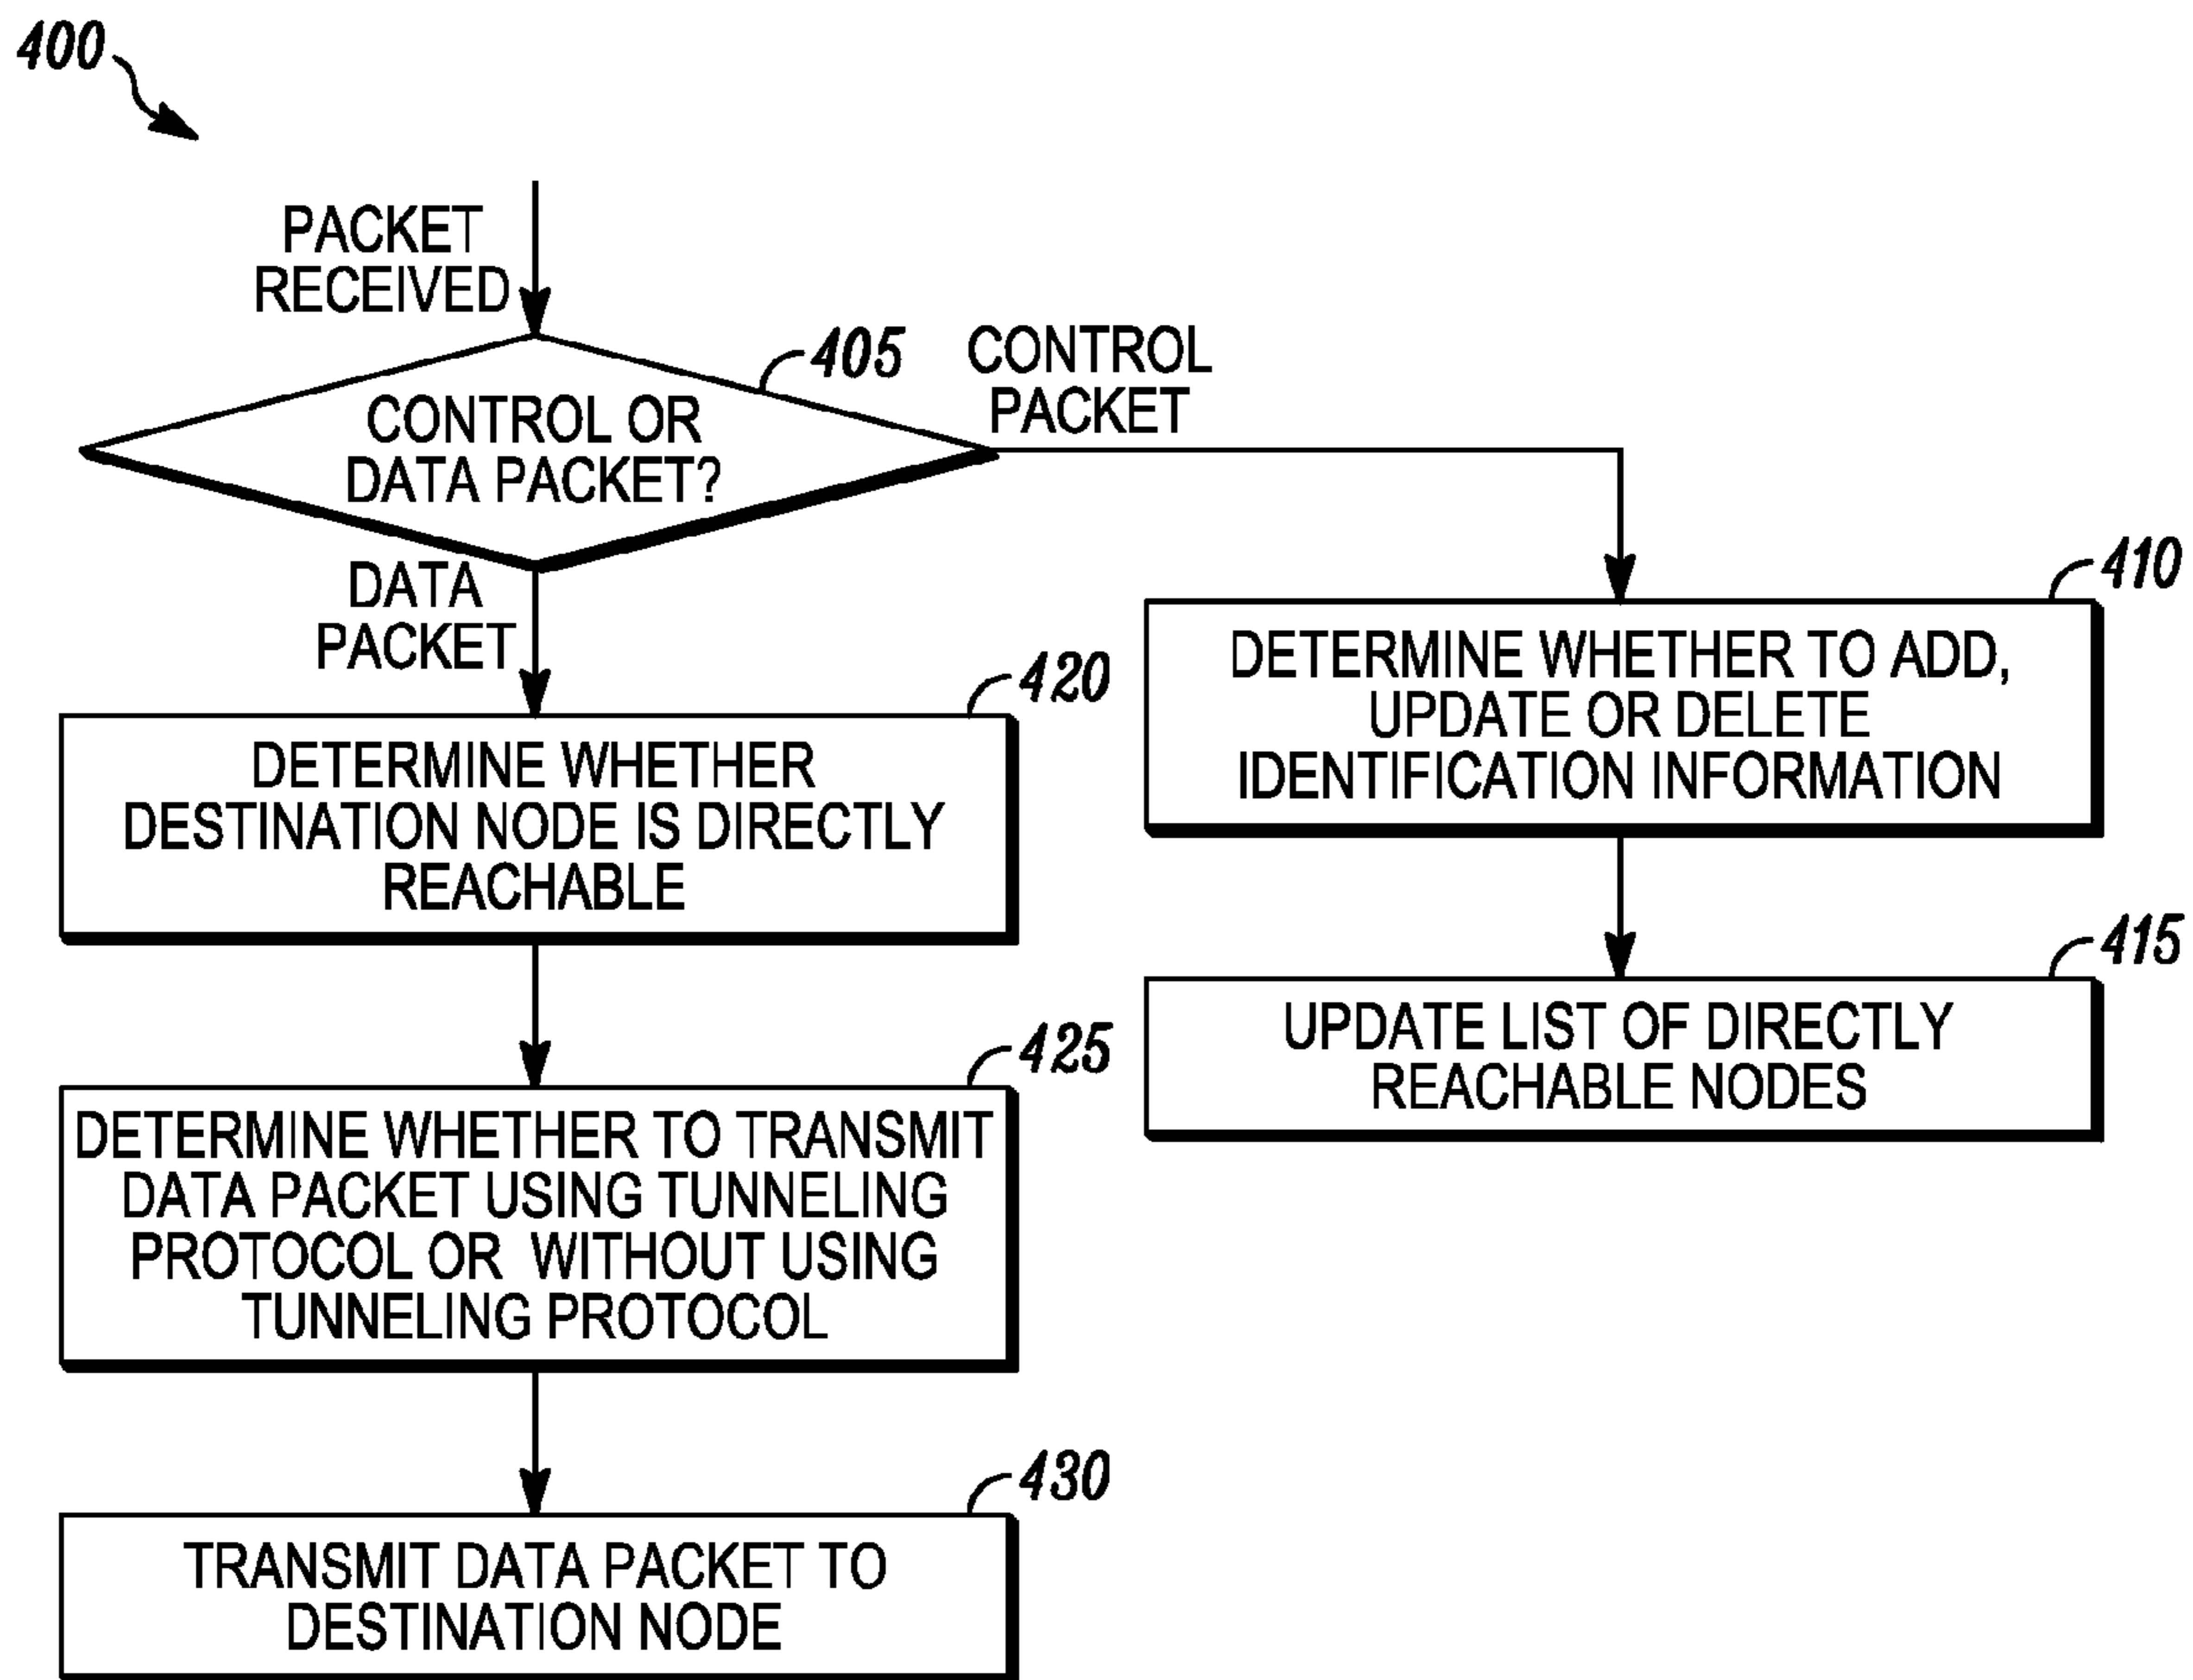 400
PACKET
RECEIVED
405
CONTROL OR
DATA PACKET?
CONTROL
PACKET
DATA
PACKET
410
DETERMINE WHETHER TO ADD,
UPDATE OR DELETE
IDENTIFICATION INFORMATION
420
DETERMINE WHETHER
DESTINATION NODE IS DIRECTLY
REACHABLE
415
UPDATE LIST OF DIRECTLY
REACHABLE NODES
425
DETERMINE WHETHER TO TRANSMIT
DATA PACKET USING TUNNELING
PROTOCOL OR WITHOUT USING
TUNNELING PROTOCOL
430
TRANSMIT DATA PACKET TO
DESTINATION NODE